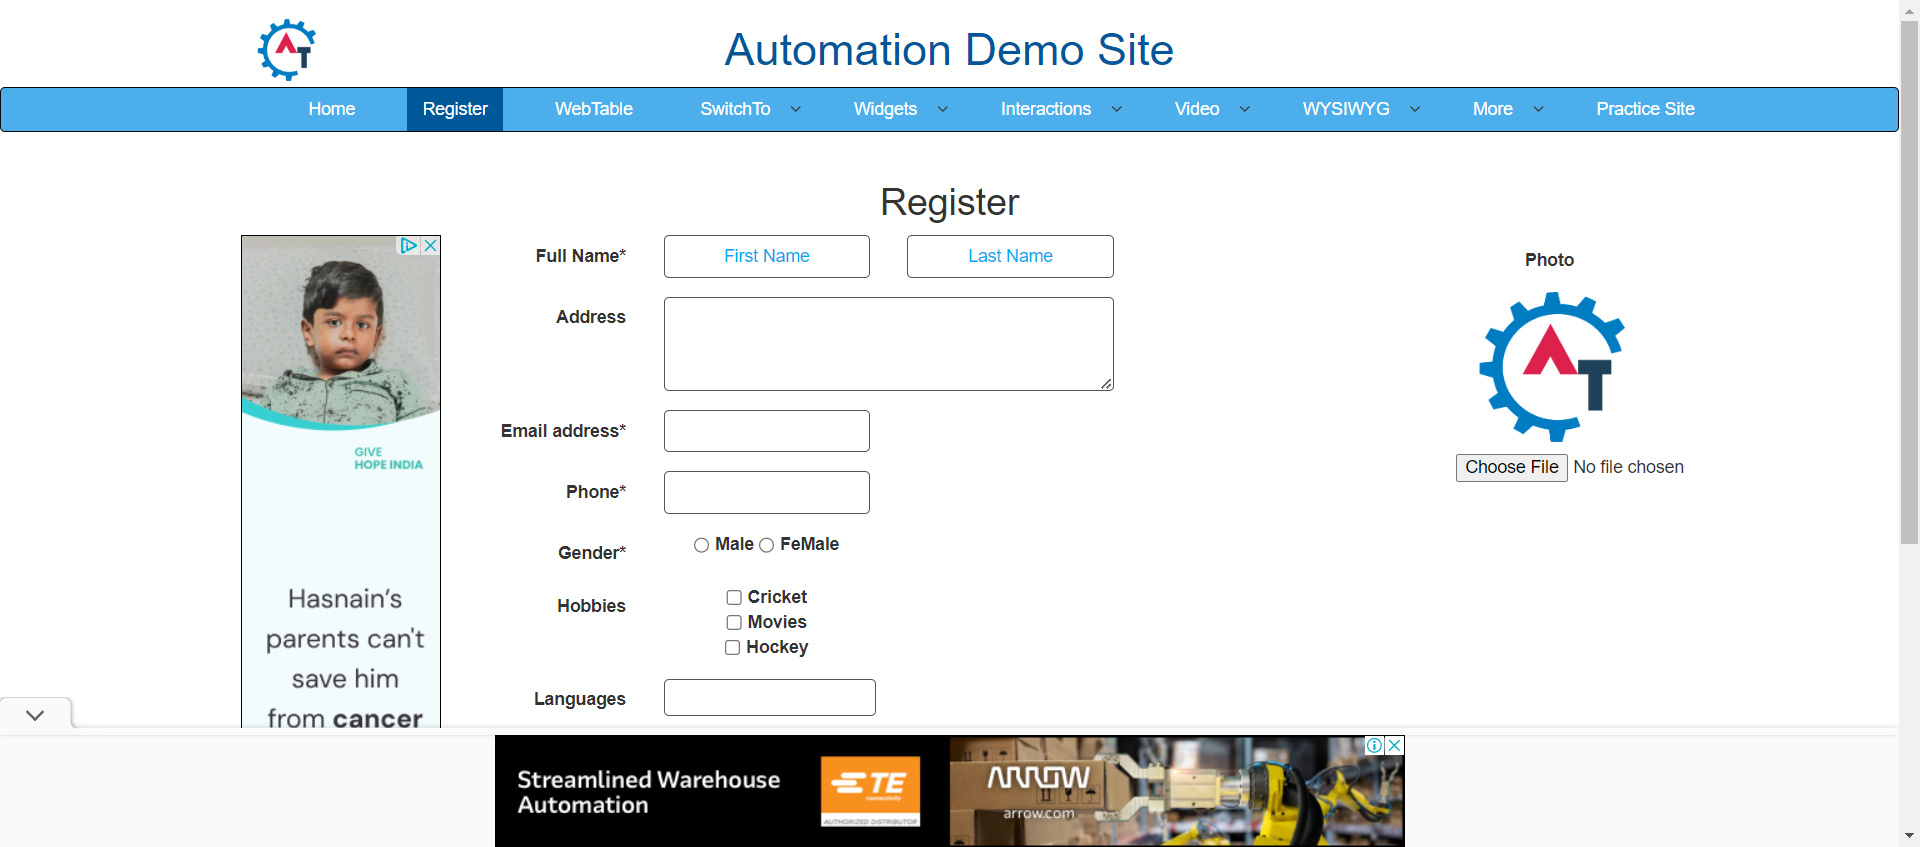 AT
Automation Demo Site
Home
Register
WebTable
SwitchTo
Widgets
Interactions
Video
WYSIWYG
More
Practice Site
Register
Full Name*
First Name
Last Name
Address
Email address*
Phone*
Gender*
Male
FeMale
Hobbies
Cricket
Movies
Hockey
Languages
Photo
AT
Choose File
No file chosen
GIVE
HOPE INDIA
Hasnain's
parents can't
save him
from cancer
Streamlined Warehouse
Automation
TE
connectivity
AUTHORIZED DISTRIBUTOR
ARROW
arrow.com